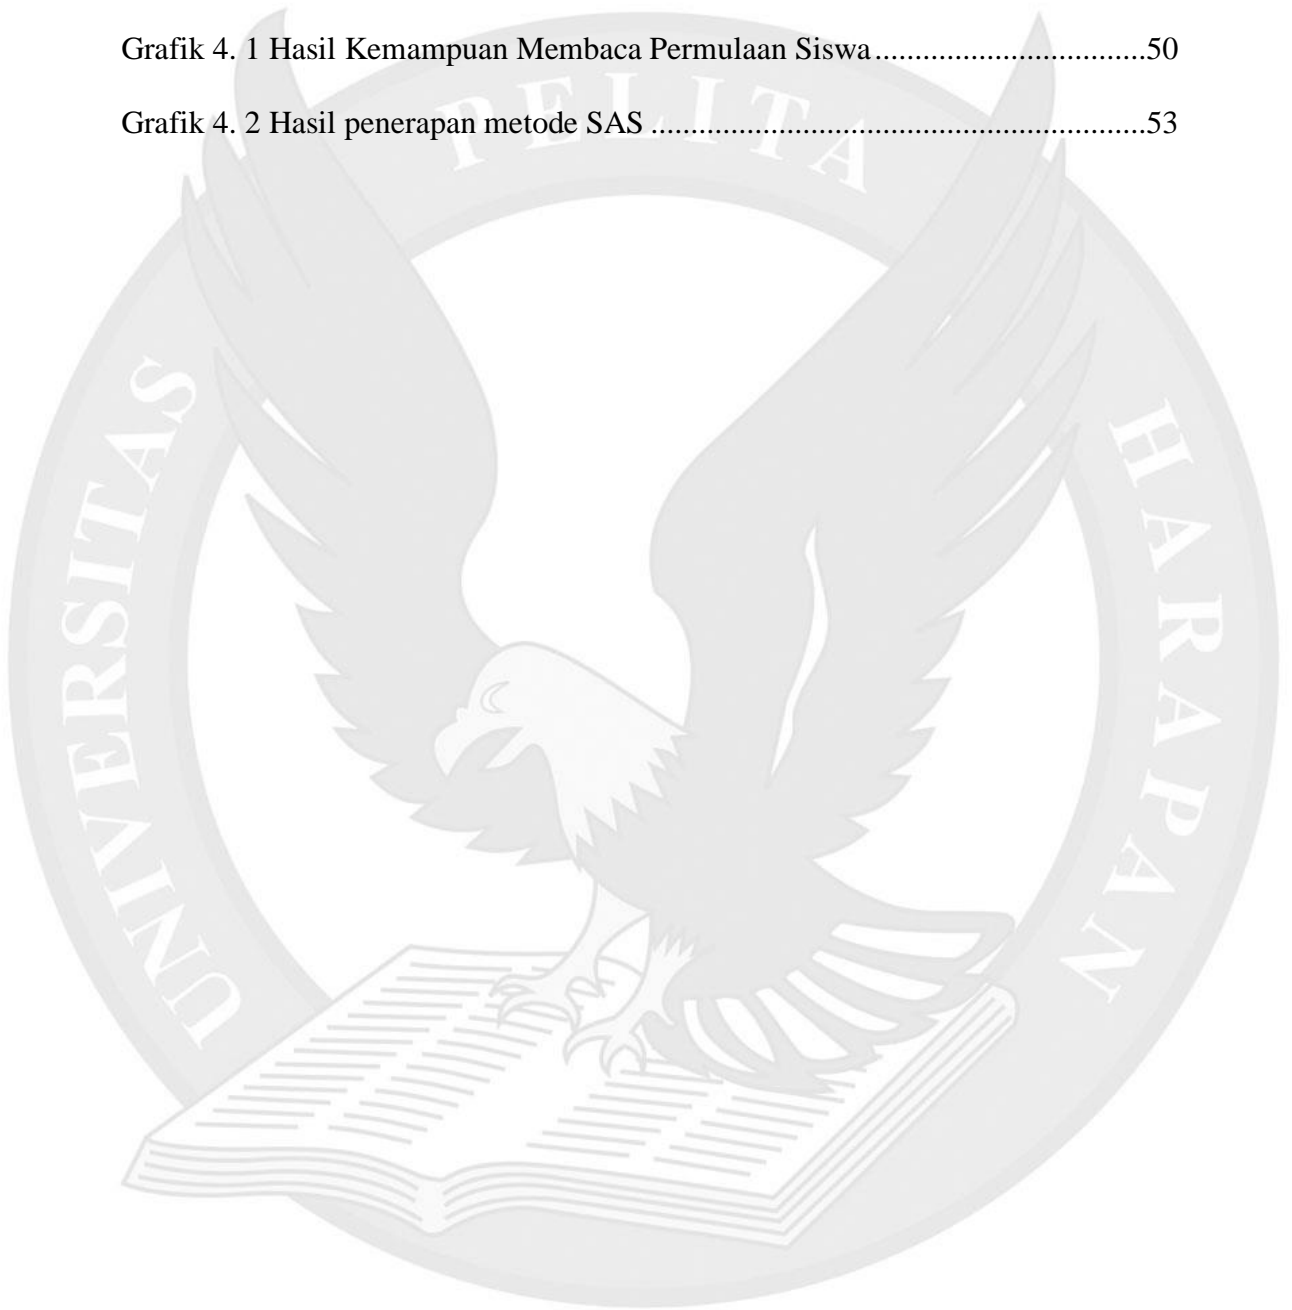 Grafik 4. 1 Hasil Kemampuan Membaca Permulaan Siswa..................................50
Grafik 4. 2 Hasil penerapan metode SAS ..............................................................53
UNIVERSITAS PELITA HARAPAN